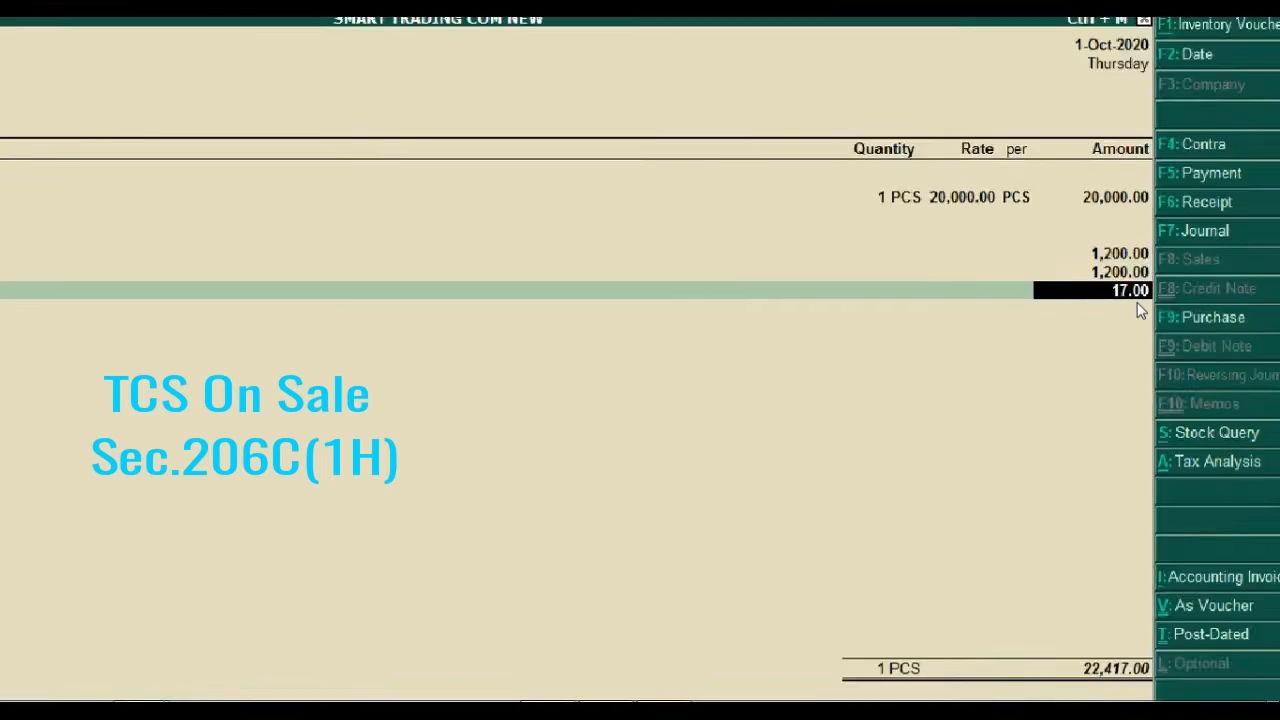 SMART TRADING COM NEW
Ctrl + M
1-Oct-2020
Thursday
Quantity Rate per Amount
1 PCS 20,000.00 PCS 20,000.00
1,200.00
1,200.00
17.00
TCS On Sale
Sec.206C(1H)
1 PCS 22,417.00
F1: Inventory Vouche
F2: Date
F3: Company
F4: Contra
F5: Payment
F6: Receipt
F7: Journal
F8: Sales
F8: Credit Note
F9: Purchase
F9: Debit Note
F10: Reversing Journ
F10: Memos
S: Stock Query
A: Tax Analysis
I: Accounting Invoic
V: As Voucher
T: Post-Dated
L: Optional